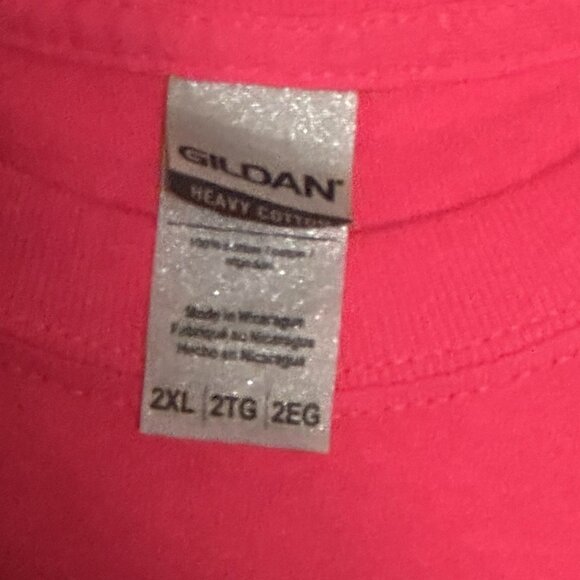 GILDAN
HEAVY COTTON
Made in Nicaragua
Fabriqué au Nicaragua
Hecho en Nicaragua
2XL | 2TG | 2EG